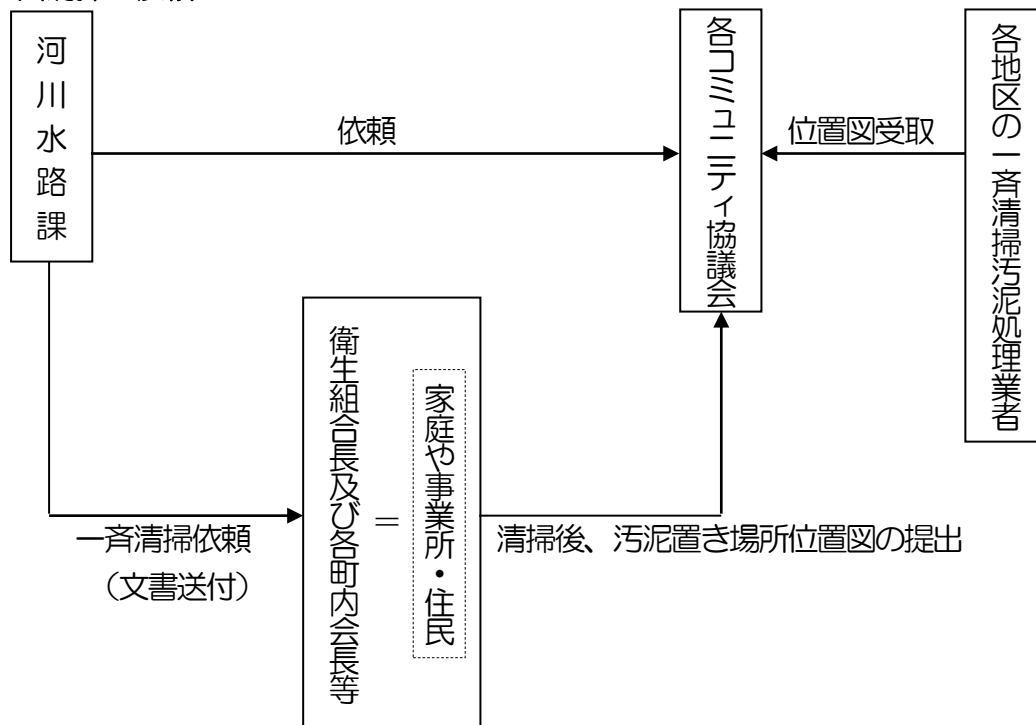 河川水路課
依頼
各コミュニティ協議会
位置図受取
各地区の一斉清掃汚泥処理業者
一斉清掃依頼
（文書送付）
衛生組合長及び各町内会長等
＝
家庭や事業所・住民
清掃後、汚泥置き場所位置図の提出